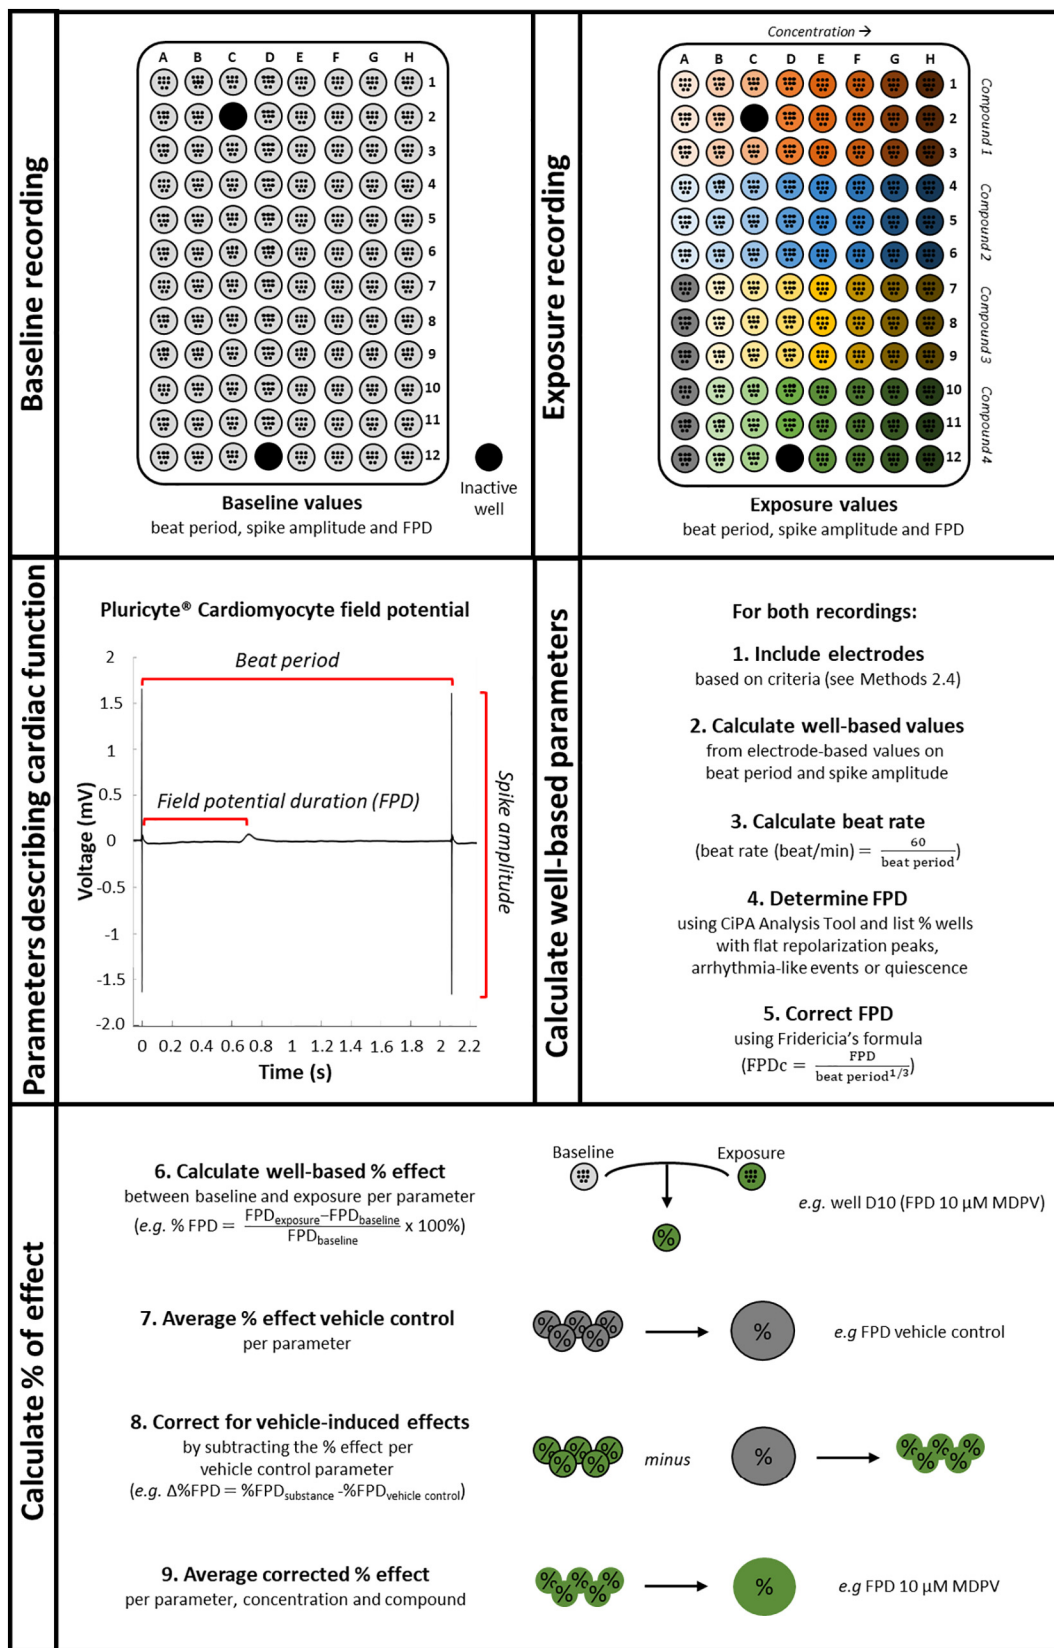 Baseline recording
A B C D E F G H
1
2
3
4
5
6
7
8
9
10
11
12
Inactive
well
Baseline values
beat period, spike amplitude and FPD
Exposure recording
Concentration →
A B C D E F G H
1
2
3
4
5
6
7
8
9
10
11
12
Compound 1
Compound 2
Compound 3
Compound 4
Exposure values
beat period, spike amplitude and FPD
Parameters describing cardiac function
Pluricyte® Cardiomyocyte field potential
Beat period
Field potential duration (FPD)
Spike amplitude
Voltage (mV)
2
1.5
1
0.5
0
-0.5
-1
-1.5
-2.0
0 0.2 0.4 0.6 0.8 1 1.2 1.4 1.6 1.8 2 2.2
Time (s)
Calculate well-based parameters
For both recordings:
1. Include electrodes
based on criteria (see Methods 2.4)
2. Calculate well-based values
from electrode-based values on
beat period and spike amplitude
3. Calculate beat rate
(beat rate (beat/min) = 60 / beat period)
4. Determine FPD
using CiPA Analysis Tool and list % wells
with flat repolarization peaks,
arrhythmia-like events or quiescence
5. Correct FPD
using Fridericia's formula
(FPDc = FPD / beat period^1/3)
Calculate % of effect
6. Calculate well-based % effect
between baseline and exposure per parameter
(e.g. % FPD = FPDexposure−FPDbaseline / FPDbaseline x 100%)
Baseline
Exposure
%
e.g. well D10 (FPD 10 µM MDPV)
7. Average % effect vehicle control
per parameter
% % % % %
%
e.g FPD vehicle control
8. Correct for vehicle-induced effects
by subtracting the % effect per
vehicle control parameter
(e.g. Δ%FPD = %FPDsubstance -%FPDvehicle control)
% % % % %
minus
%
% % % % %
9. Average corrected % effect
per parameter, concentration and compound
% % % % %
%
e.g FPD 10 µM MDPV